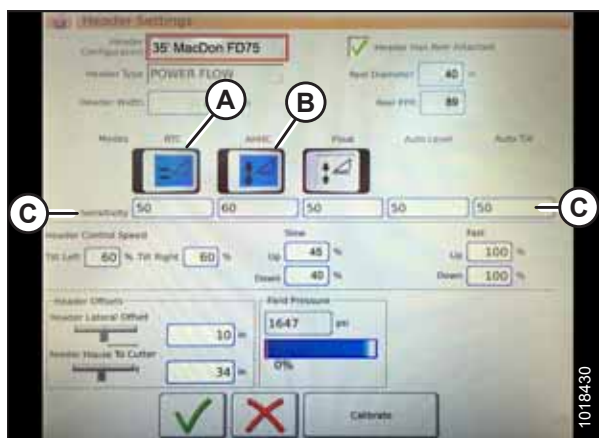 Header Settings
Header Configuration 35' MacDon FD75 Header Has Reel Attached
Header Type POWER FLOW Reel Diameter 40 in
Header Width Reel PPR 89
A B
Modes RTC AHHC Float Auto Level Auto Tilt
C Sensitivity 50 60 50 50 50 C
Header Control Speed Slow Fast
Tilt Left 60 % Tilt Right 60 % Up 45 % Up 100 %
Down 40 % Down 100 %
Header Offsets Field Pressure
Header Lateral Offset 1647 psi
10 in
Header House To Cutter
34 in 0%
Calibrate
1018430